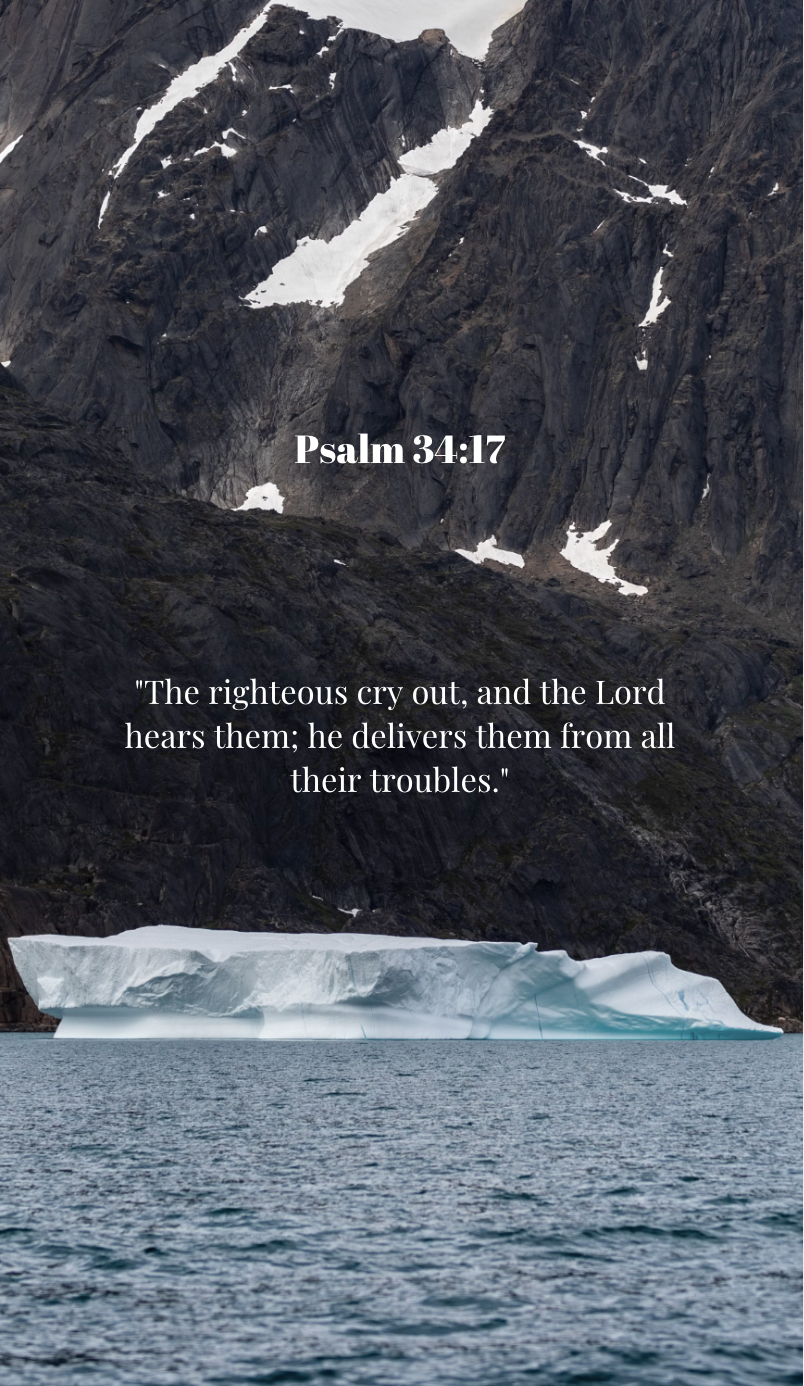 Psalm 34:17
"The righteous cry out, and the Lord
hears them; he delivers them from all
their troubles."